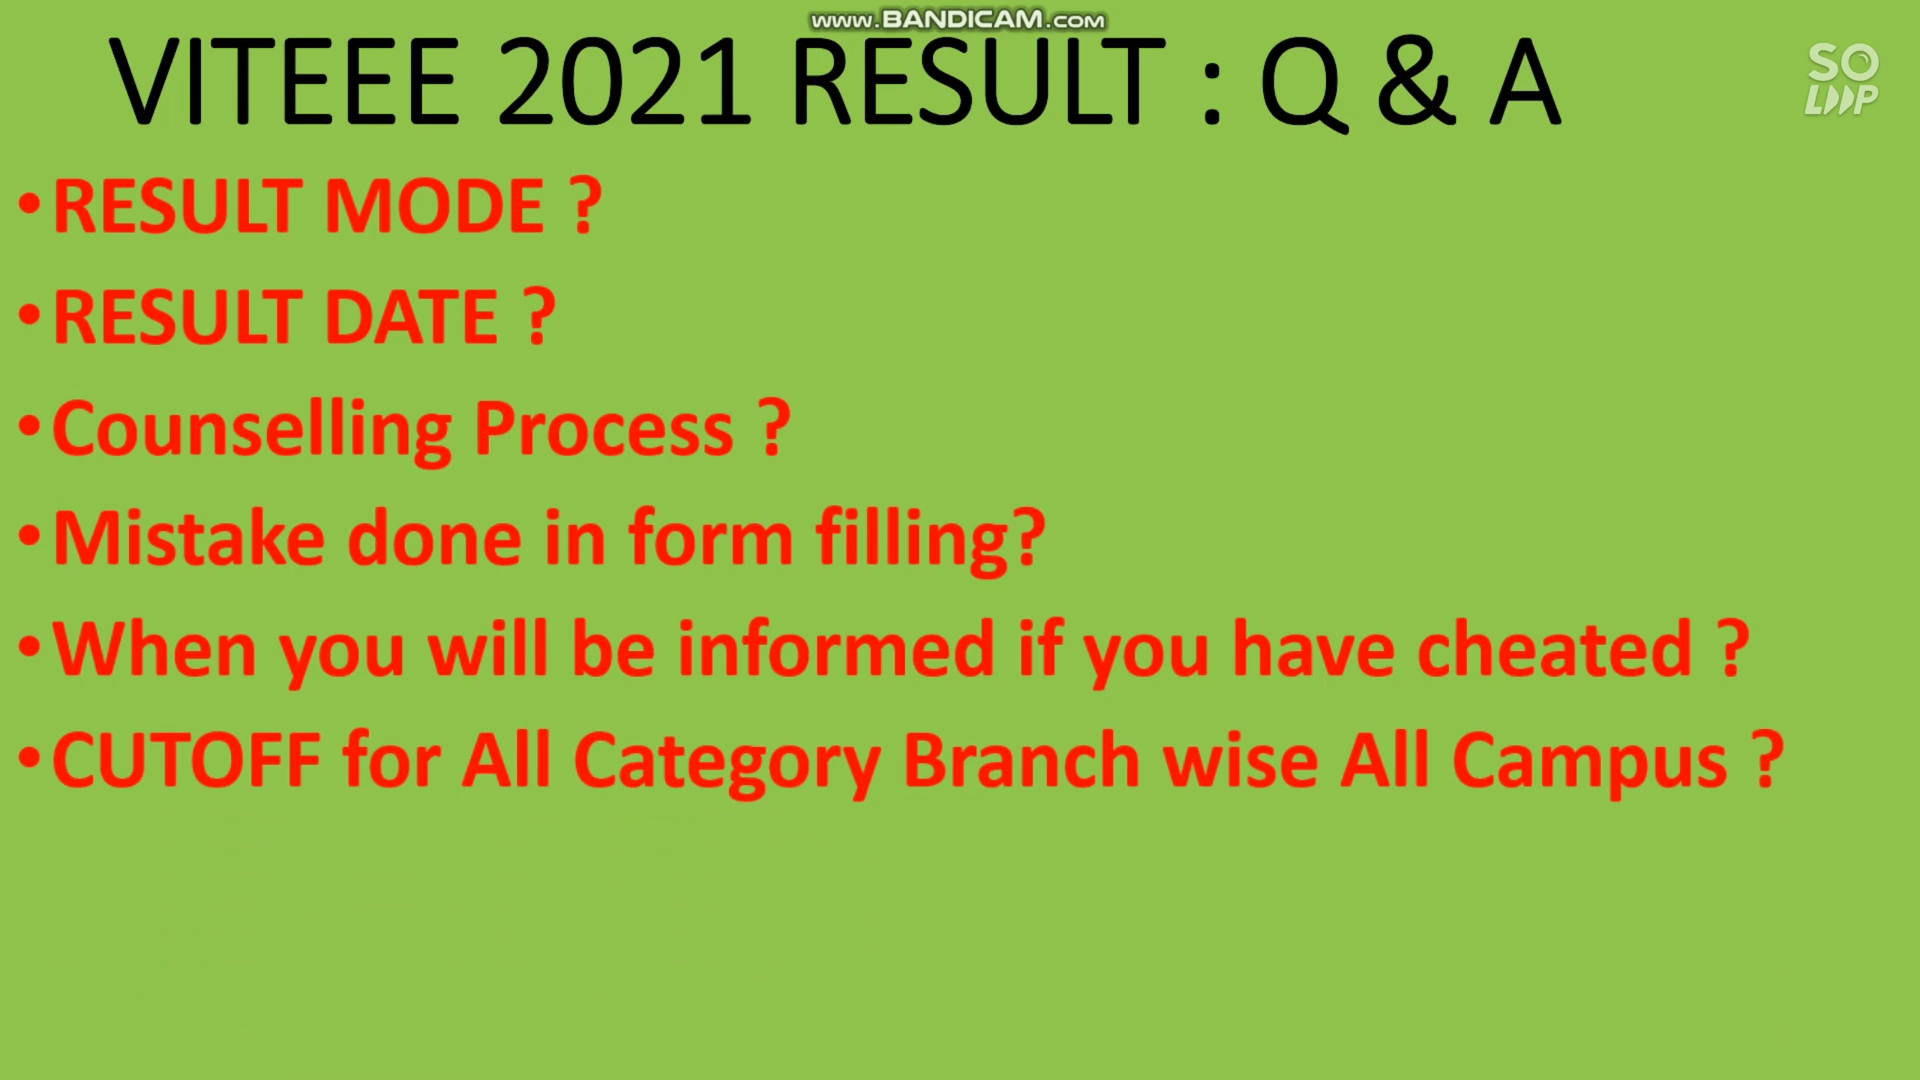 www.BANDICAM.com
VITEEE 2021 RESULT : Q & A
SO
LOOP
•RESULT MODE ?
•RESULT DATE ?
•Counselling Process ?
•Mistake done in form filling?
•When you will be informed if you have cheated ?
•CUTOFF for All Category Branch wise All Campus ?